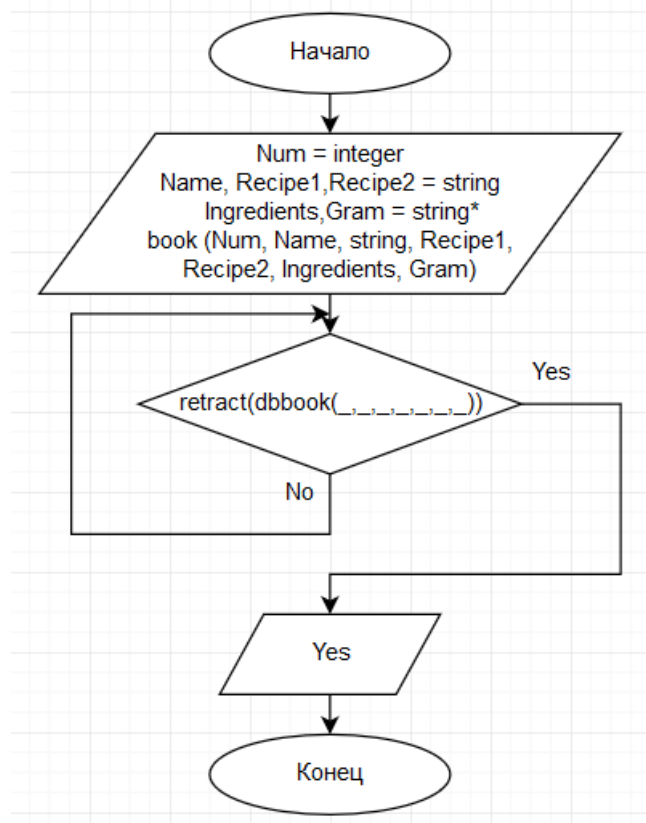 Начало
Num = integer
Name, Recipe1,Recipe2 = string
Ingredients,Gram = string*
book (Num, Name, string, Recipe1,
Recipe2, Ingredients, Gram)
Yes
retract(dbbook(_,_,_,_,_,_,_))
No
Yes
Конец